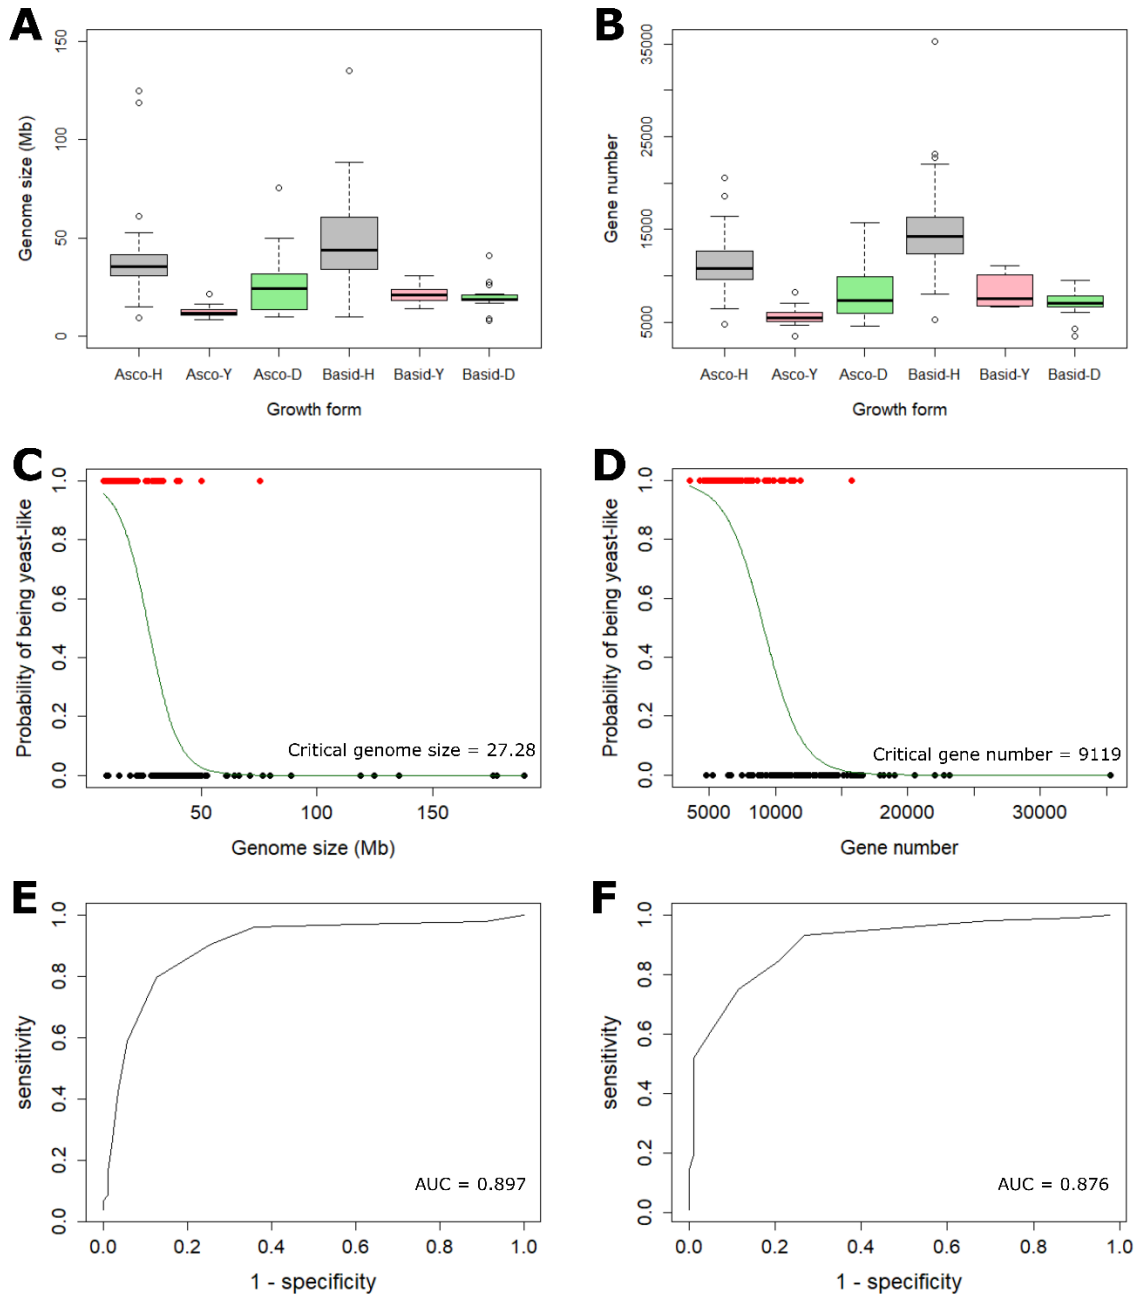 A
Genome size (Mb)
0 50 100 150
Asco-H Asco-Y Asco-D Basid-H Basid-Y Basid-D
Growth form
B
Gene number
5000 15000 25000 35000
Asco-H Asco-Y Asco-D Basid-H Basid-Y Basid-D
Growth form
C
Probability of being yeast-like
0.0 0.2 0.4 0.6 0.8 1.0
Critical genome size = 27.28
50 100 150
Genome size (Mb)
D
Probability of being yeast-like
0.0 0.2 0.4 0.6 0.8 1.0
Critical gene number = 9119
5000 10000 20000 30000
Gene number
E
sensitivity
0.0 0.2 0.4 0.6 0.8 1.0
AUC = 0.897
0.0 0.2 0.4 0.6 0.8 1.0
1 - specificity
F
sensitivity
0.0 0.2 0.4 0.6 0.8 1.0
AUC = 0.876
0.0 0.2 0.4 0.6 0.8 1.0
1 - specificity